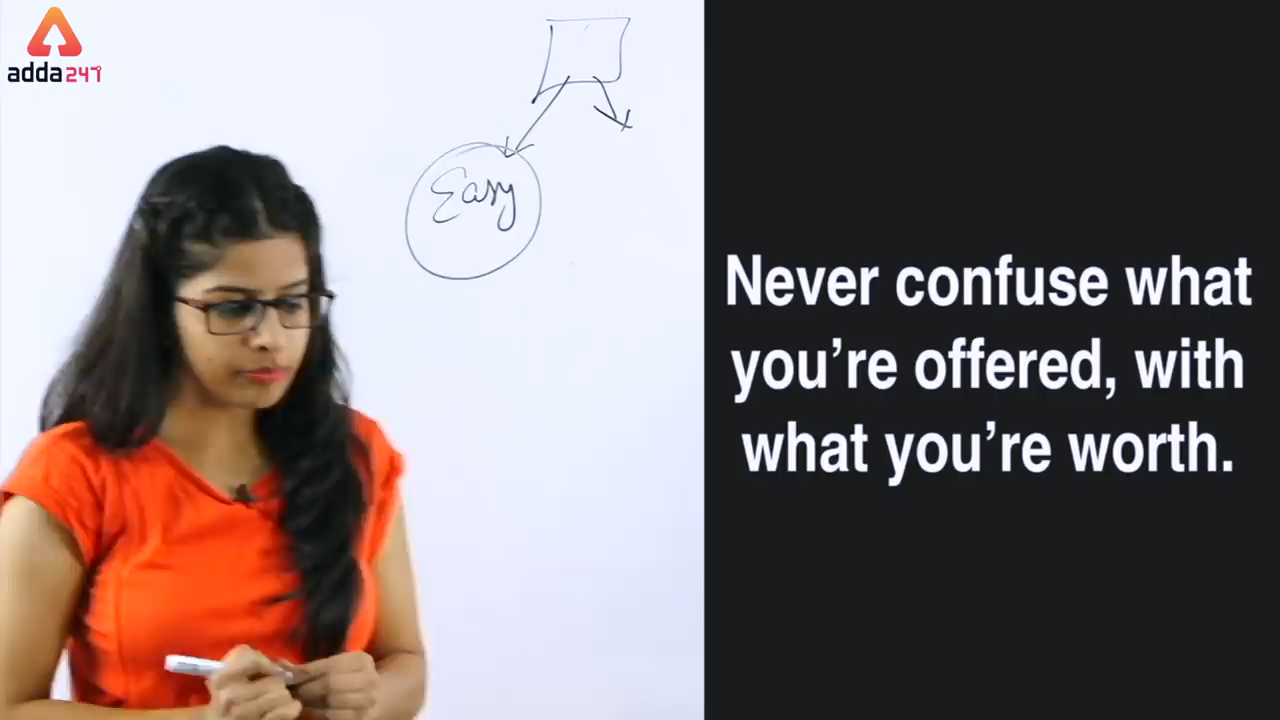 adda247
Easy
Never confuse what
you’re offered, with
what you’re worth.